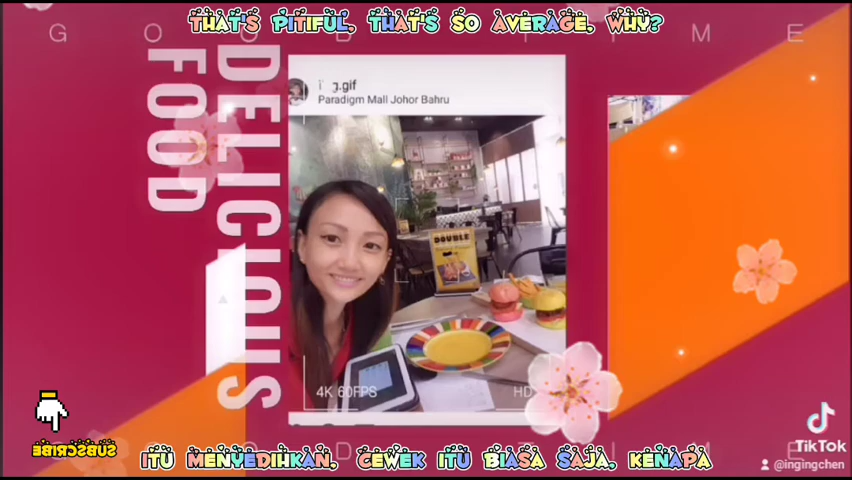 THAT'S PITIFUL, THAT'S SO AVERAGE, WHY?
FOOD
DELICIOUS
g.gif
Paradigm Mall Johor Bahru
DOUBLE
4K 60FPS
HD
SUBSCRIBE
TikTok
@ingingchen
ITU MENYEDIHKAN, CEWEK ITU BIASA SAJA, KENAPA